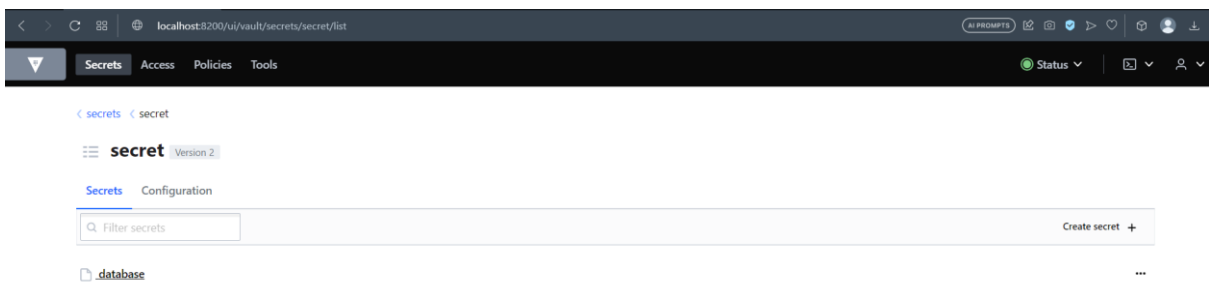 localhost:8200/ui/vault/secrets/secret/list AI PROMPTS
Secrets Access Policies Tools Status
secrets secret
secret Version 2
Secrets Configuration
Filter secrets Create secret +
database